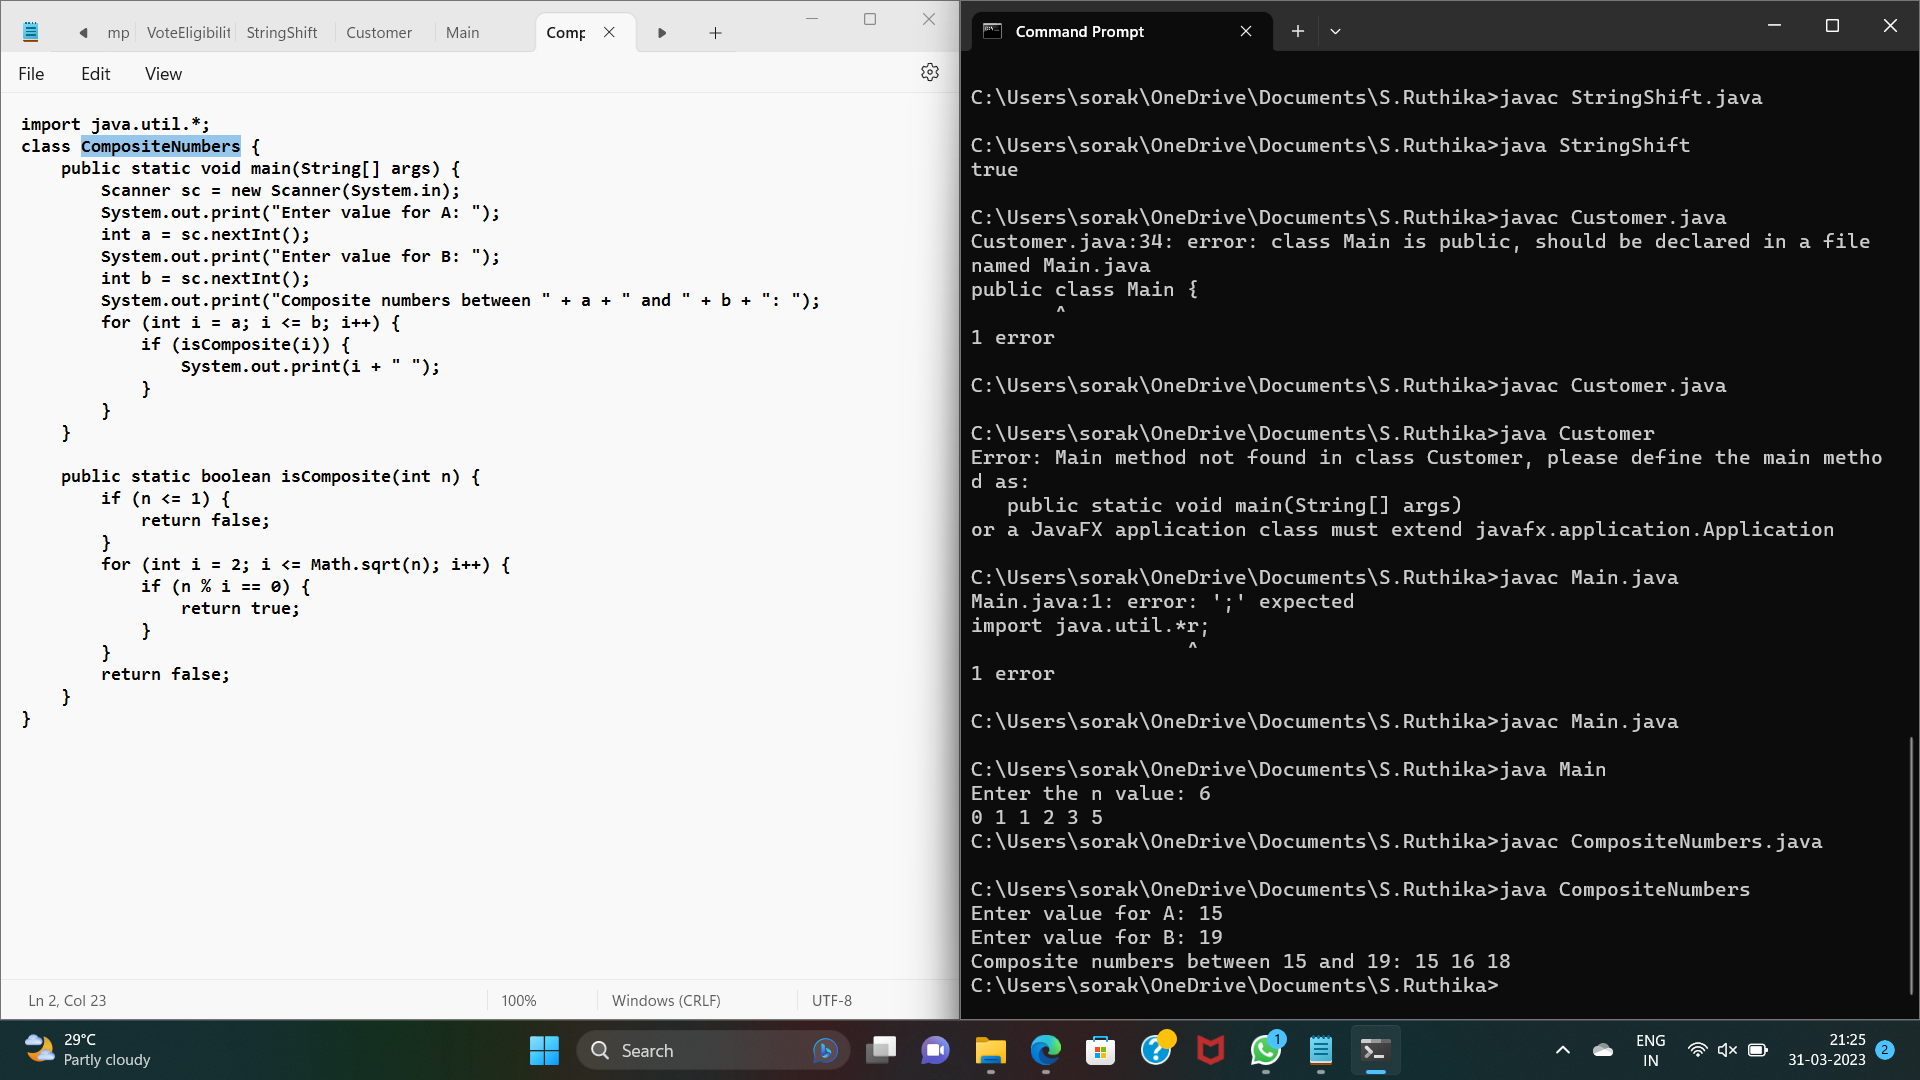 mp VoteEligibilit StringShift Customer Main Comp
File Edit View
import java.util.*;
class CompositeNumbers {
    public static void main(String[] args) {
        Scanner sc = new Scanner(System.in);
        System.out.print("Enter value for A: ");
        int a = sc.nextInt();
        System.out.print("Enter value for B: ");
        int b = sc.nextInt();
        System.out.print("Composite numbers between " + a + " and " + b + ": ");
        for (int i = a; i <= b; i++) {
            if (isComposite(i)) {
                System.out.print(i + " ");
            }
        }
    }
    public static boolean isComposite(int n) {
        if (n <= 1) {
            return false;
        }
        for (int i = 2; i <= Math.sqrt(n); i++) {
            if (n % i == 0) {
                return true;
            }
        }
        return false;
    }
}
Ln 2, Col 23 100% Windows (CRLF) UTF-8
Command Prompt
C:\Users\sorak\OneDrive\Documents\S.Ruthika>javac StringShift.java
C:\Users\sorak\OneDrive\Documents\S.Ruthika>java StringShift
true
C:\Users\sorak\OneDrive\Documents\S.Ruthika>javac Customer.java
Customer.java:34: error: class Main is public, should be declared in a file
named Main.java
public class Main {
       ^
1 error
C:\Users\sorak\OneDrive\Documents\S.Ruthika>javac Customer.java
C:\Users\sorak\OneDrive\Documents\S.Ruthika>java Customer
Error: Main method not found in class Customer, please define the main metho
d as:
   public static void main(String[] args)
or a JavaFX application class must extend javafx.application.Application
C:\Users\sorak\OneDrive\Documents\S.Ruthika>javac Main.java
Main.java:1: error: ';' expected
import java.util.*r;
                  ^
1 error
C:\Users\sorak\OneDrive\Documents\S.Ruthika>javac Main.java
C:\Users\sorak\OneDrive\Documents\S.Ruthika>java Main
Enter the n value: 6
0 1 1 2 3 5
C:\Users\sorak\OneDrive\Documents\S.Ruthika>javac CompositeNumbers.java
C:\Users\sorak\OneDrive\Documents\S.Ruthika>java CompositeNumbers
Enter value for A: 15
Enter value for B: 19
Composite numbers between 15 and 19: 15 16 18
C:\Users\sorak\OneDrive\Documents\S.Ruthika>
29°C
Partly cloudy
Search
1
ENG
IN
21:25
31-03-2023
2